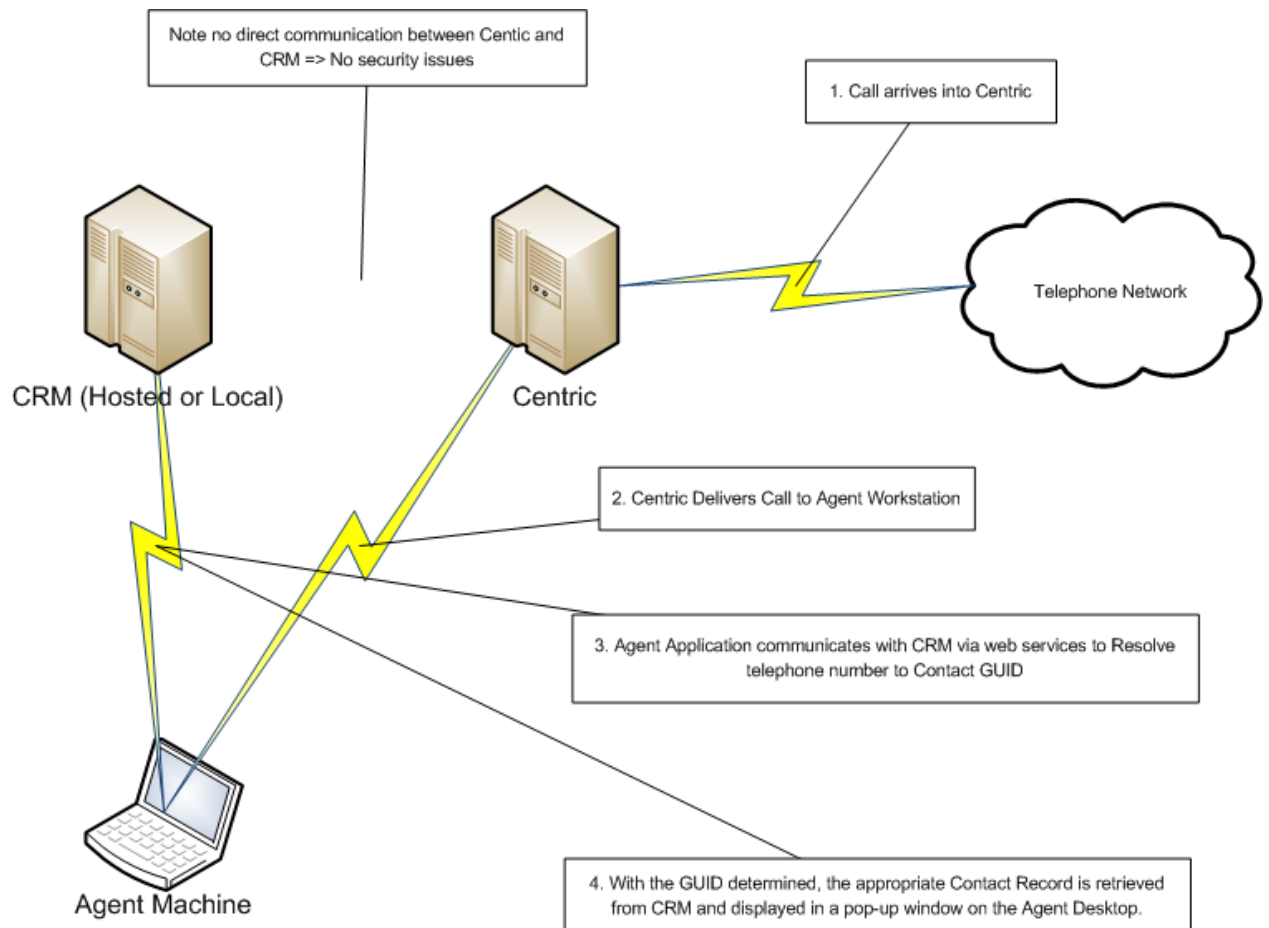 Note no direct communication between Centic and
CRM => No security issues
1. Call arrives into Centric
Telephone Network
CRM (Hosted or Local)
Centric
2. Centric Delivers Call to Agent Workstation
3. Agent Application communicates with CRM via web services to Resolve
telephone number to Contact GUID
Agent Machine
4. With the GUID determined, the appropriate Contact Record is retrieved
from CRM and displayed in a pop-up window on the Agent Desktop.